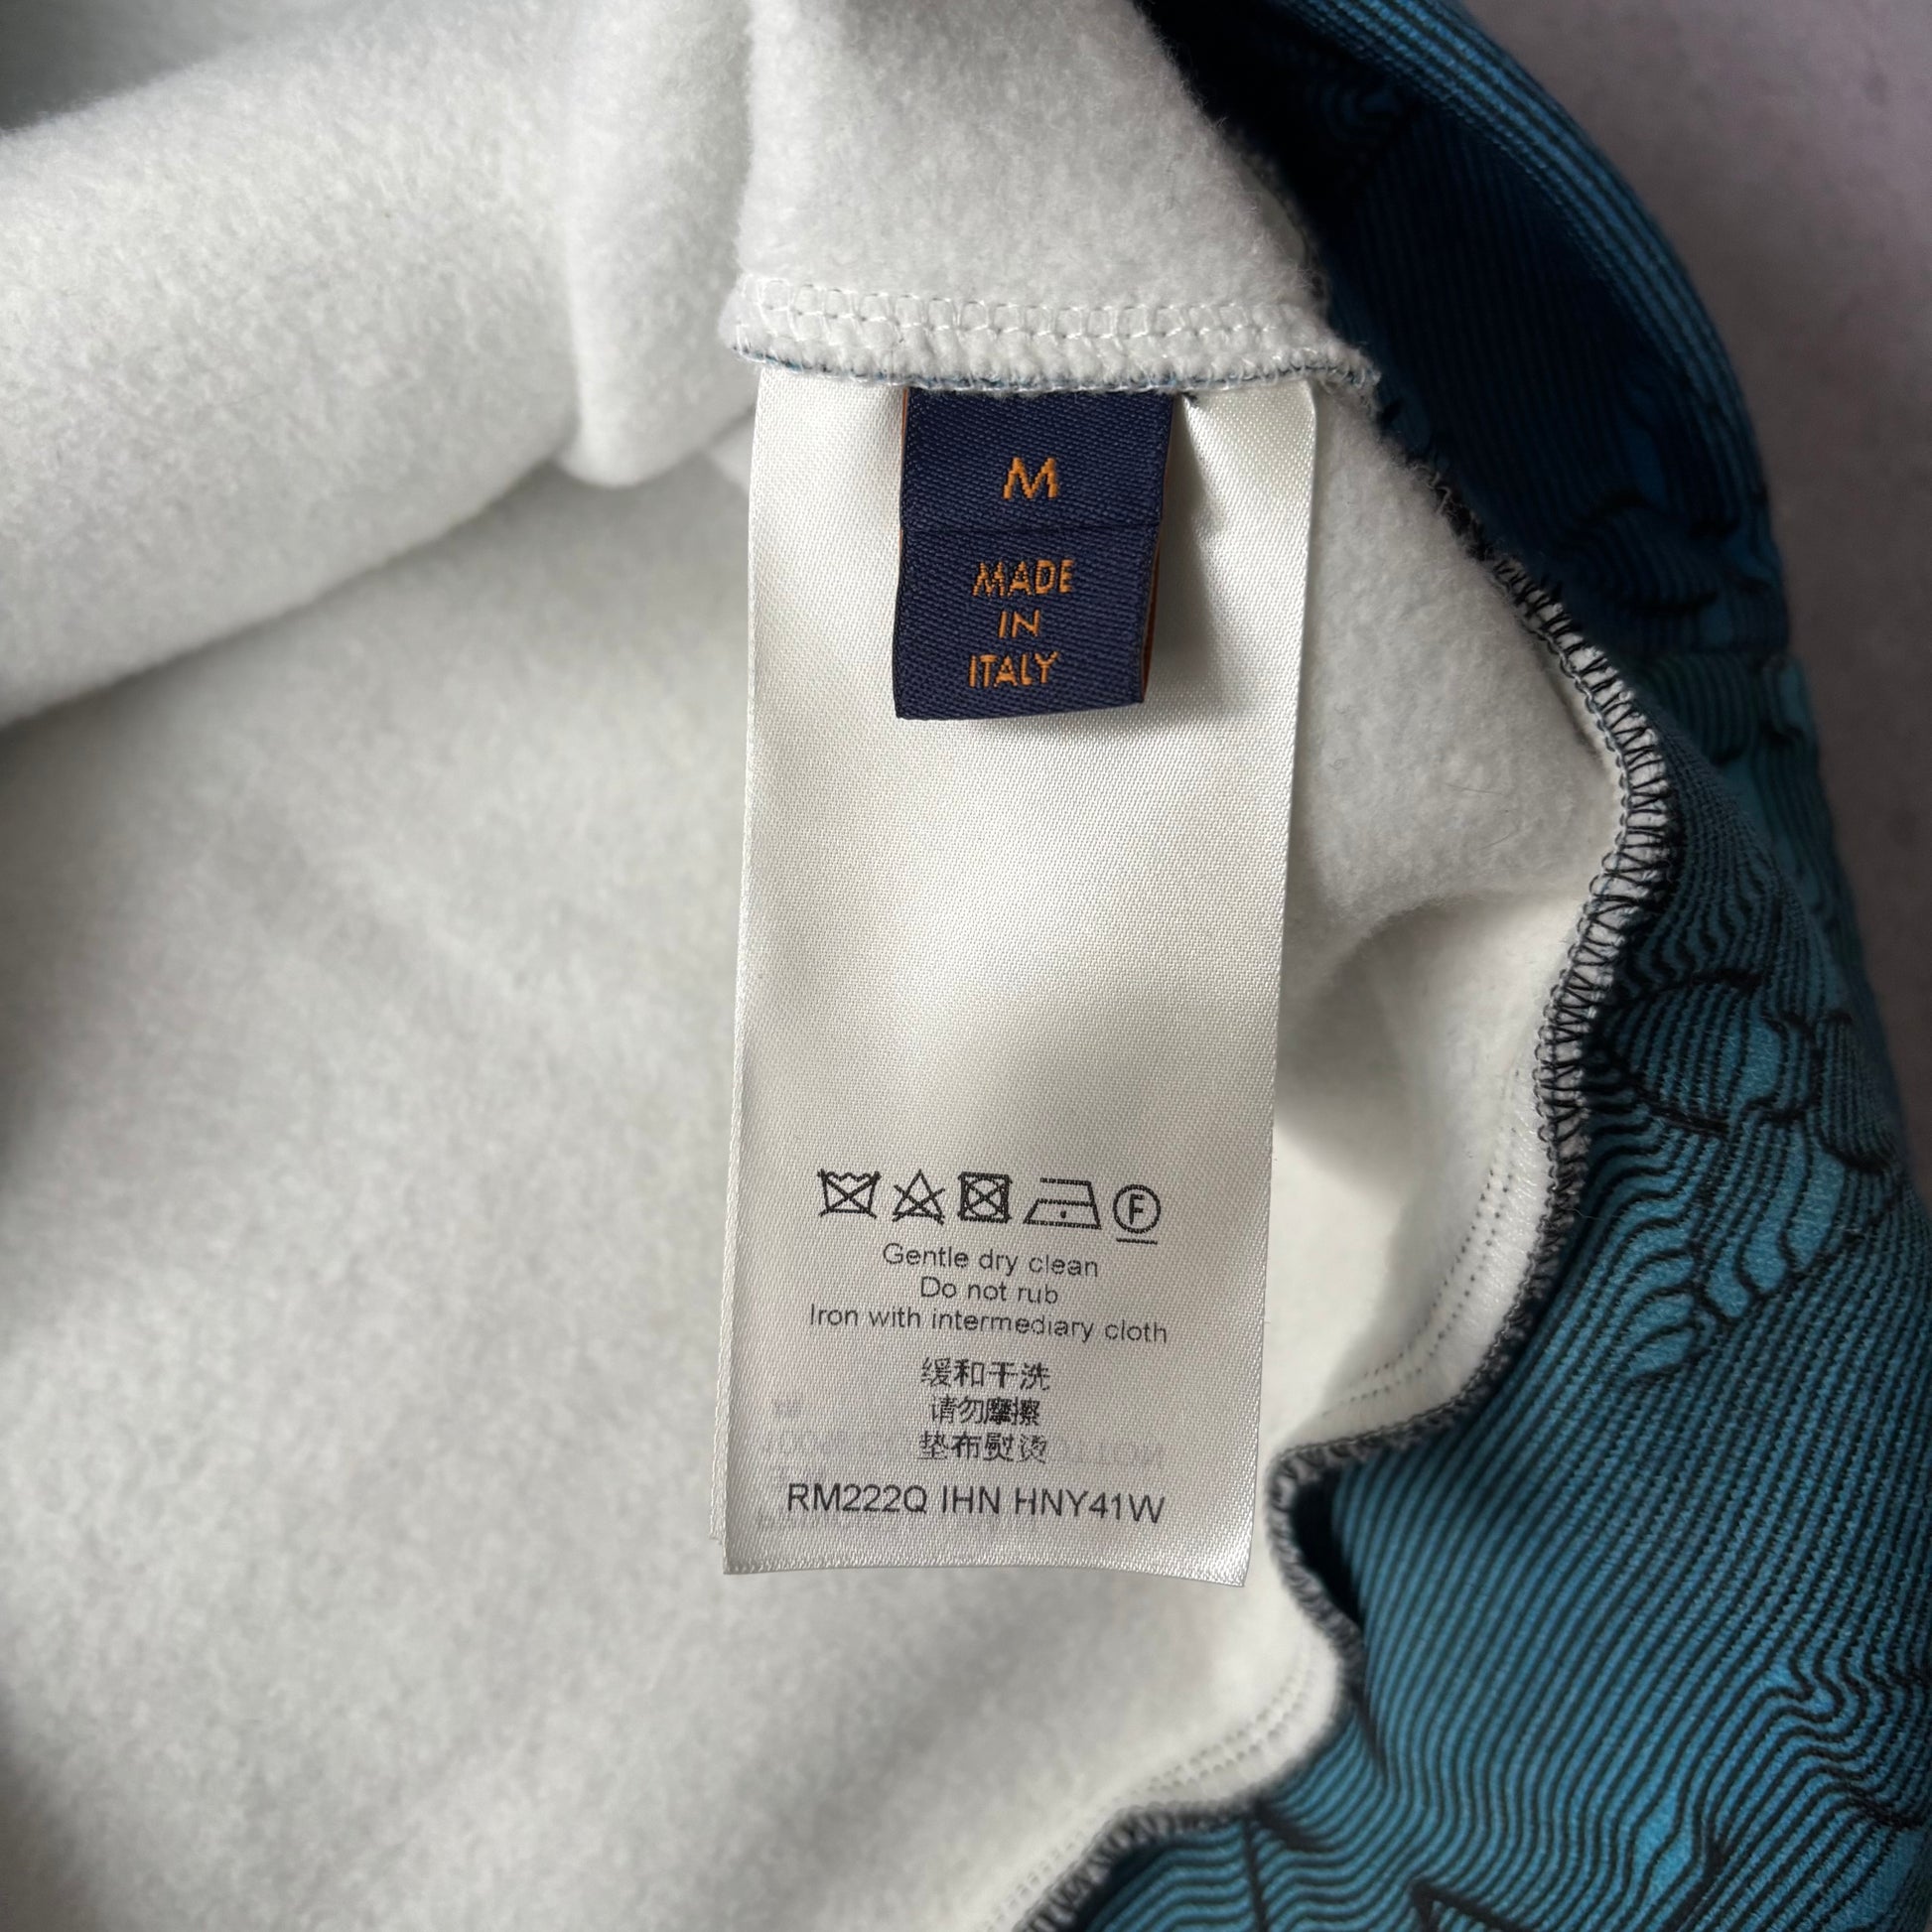 M
MADE
IN
ITALY
F
Gentle dry clean
Do not rub
Iron with intermediary cloth
缓和干洗
请勿摩擦
垫布熨烫
RM222Q IHN HNY41W